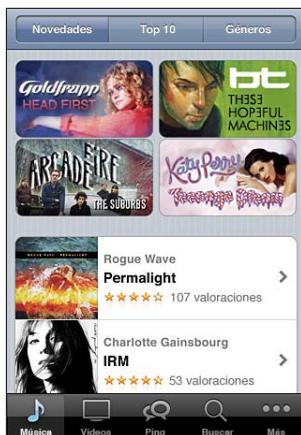 Novedades Top 10 Géneros
Goldfrapp
HEAD FIRST
bt
THESE
HOPEFUL
MACHINES
ARCADE FIRE
THE SUBURBS
Katy Perry
Teenage Dream
Rogue Wave
Permalight
107 valoraciones
Charlotte Gainsbourg
IRM
53 valoraciones
Música Vídeos Ping Buscar Más